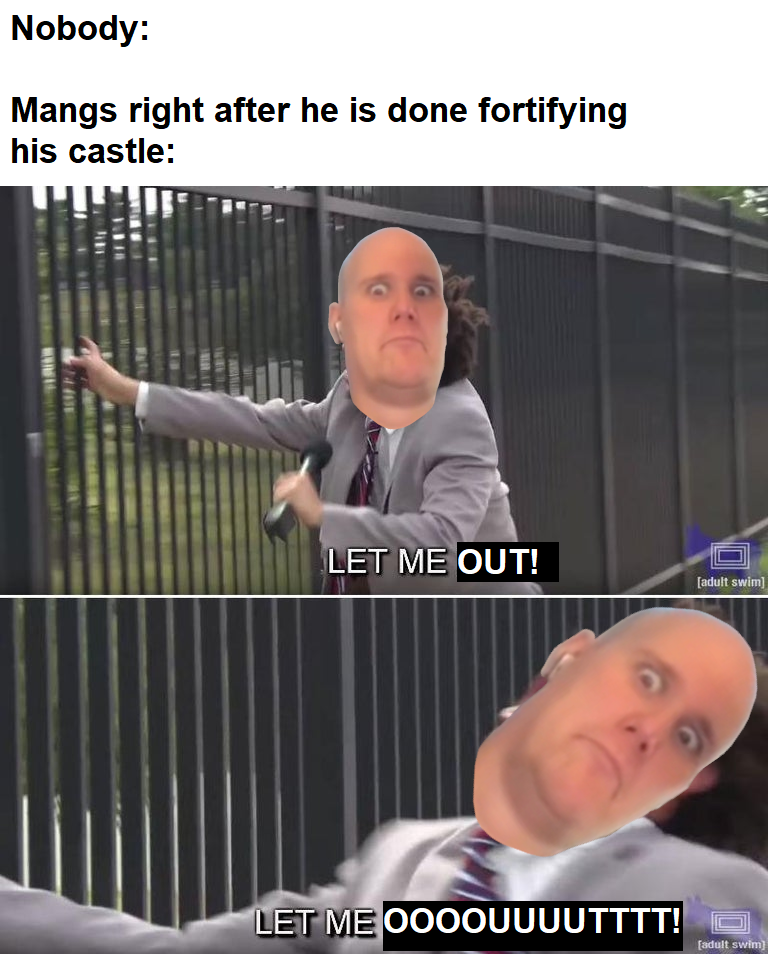 Nobody:
Mangs right after he is done fortifying
his castle:
LET ME OUT!
[adult swim]
LET ME OOOOUUUUTTTT!
[adult swim]